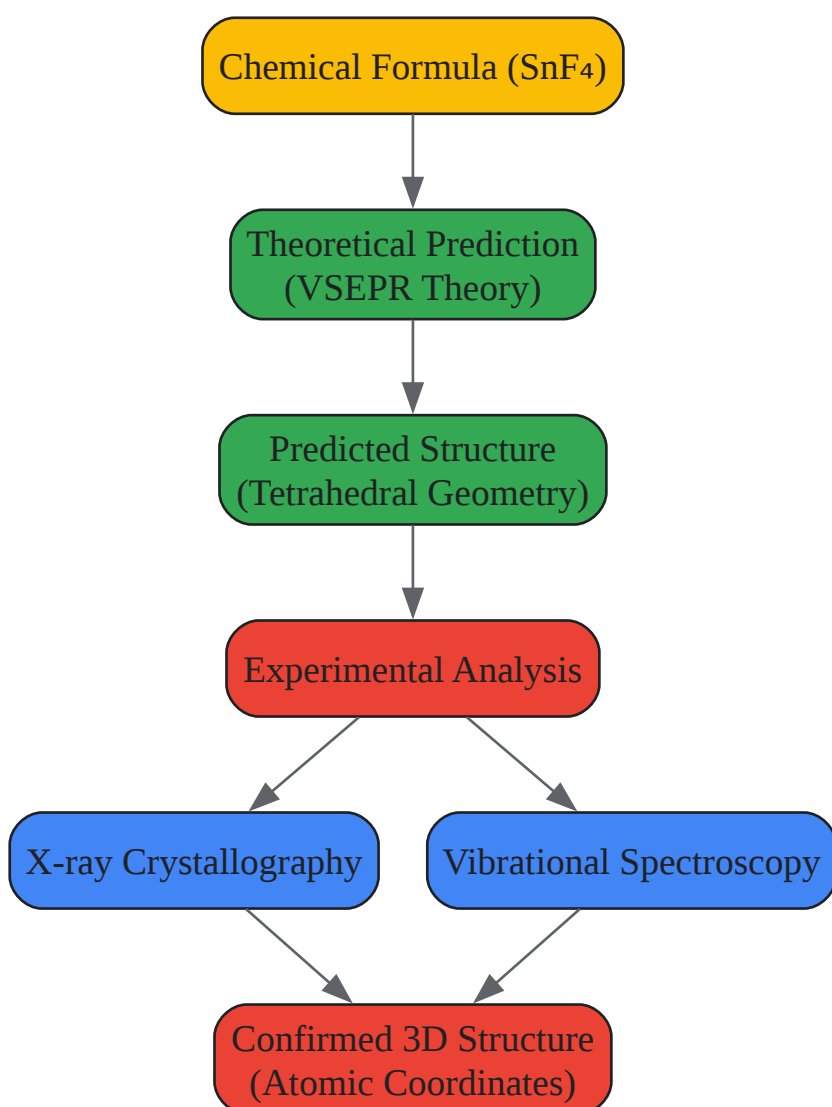 Chemical Formula (SnF₄)
Theoretical Prediction
(VSEPR Theory)
Predicted Structure
(Tetrahedral Geometry)
Experimental Analysis
X-ray Crystallography
Vibrational Spectroscopy
Confirmed 3D Structure
(Atomic Coordinates)